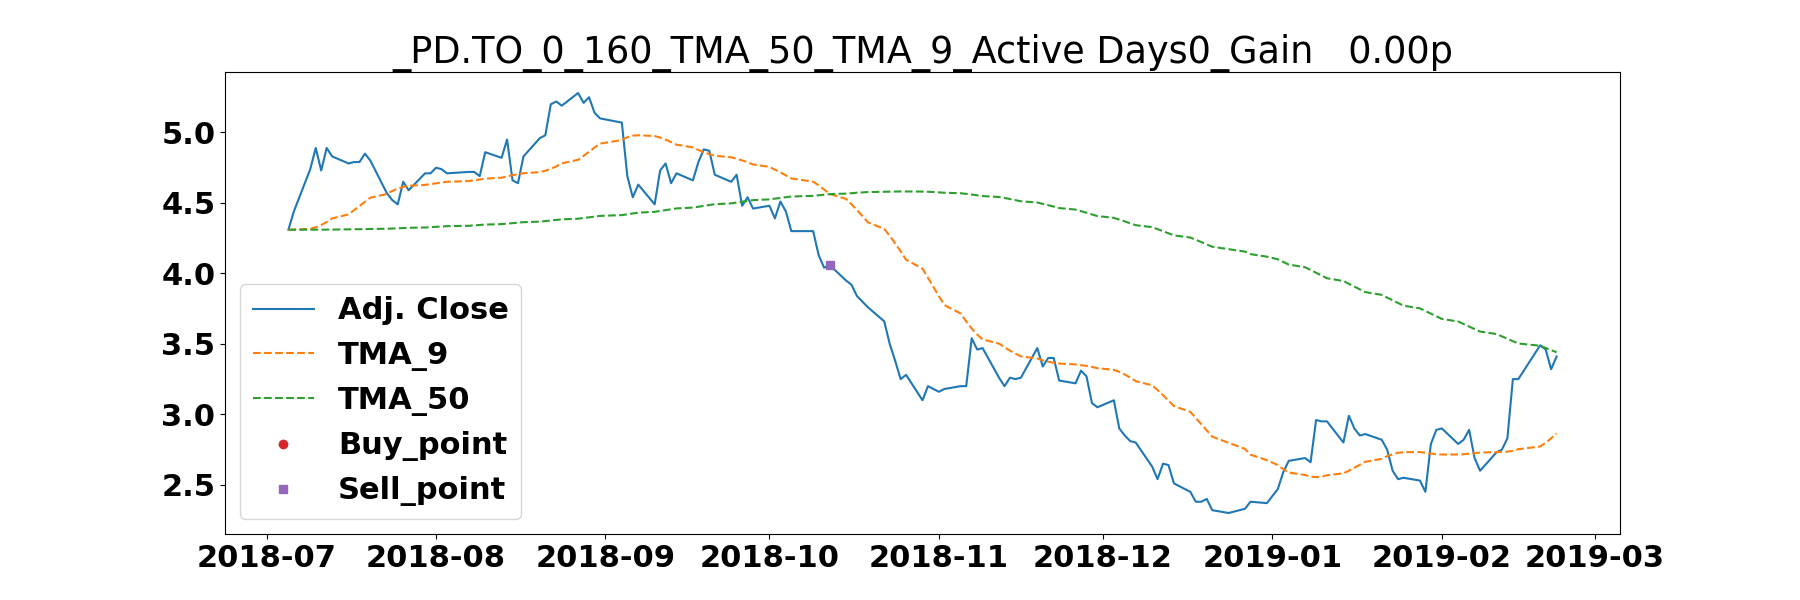 _PD.TO_0_160_TMA_50_TMA_9_Active Days0_Gain   0.00p
5.0
4.5
4.0
3.5
3.0
2.5
Adj. Close
TMA_9
TMA_50
Buy_point
Sell_point
2018-07 2018-08 2018-09 2018-10 2018-11 2018-12 2019-01 2019-02 2019-03